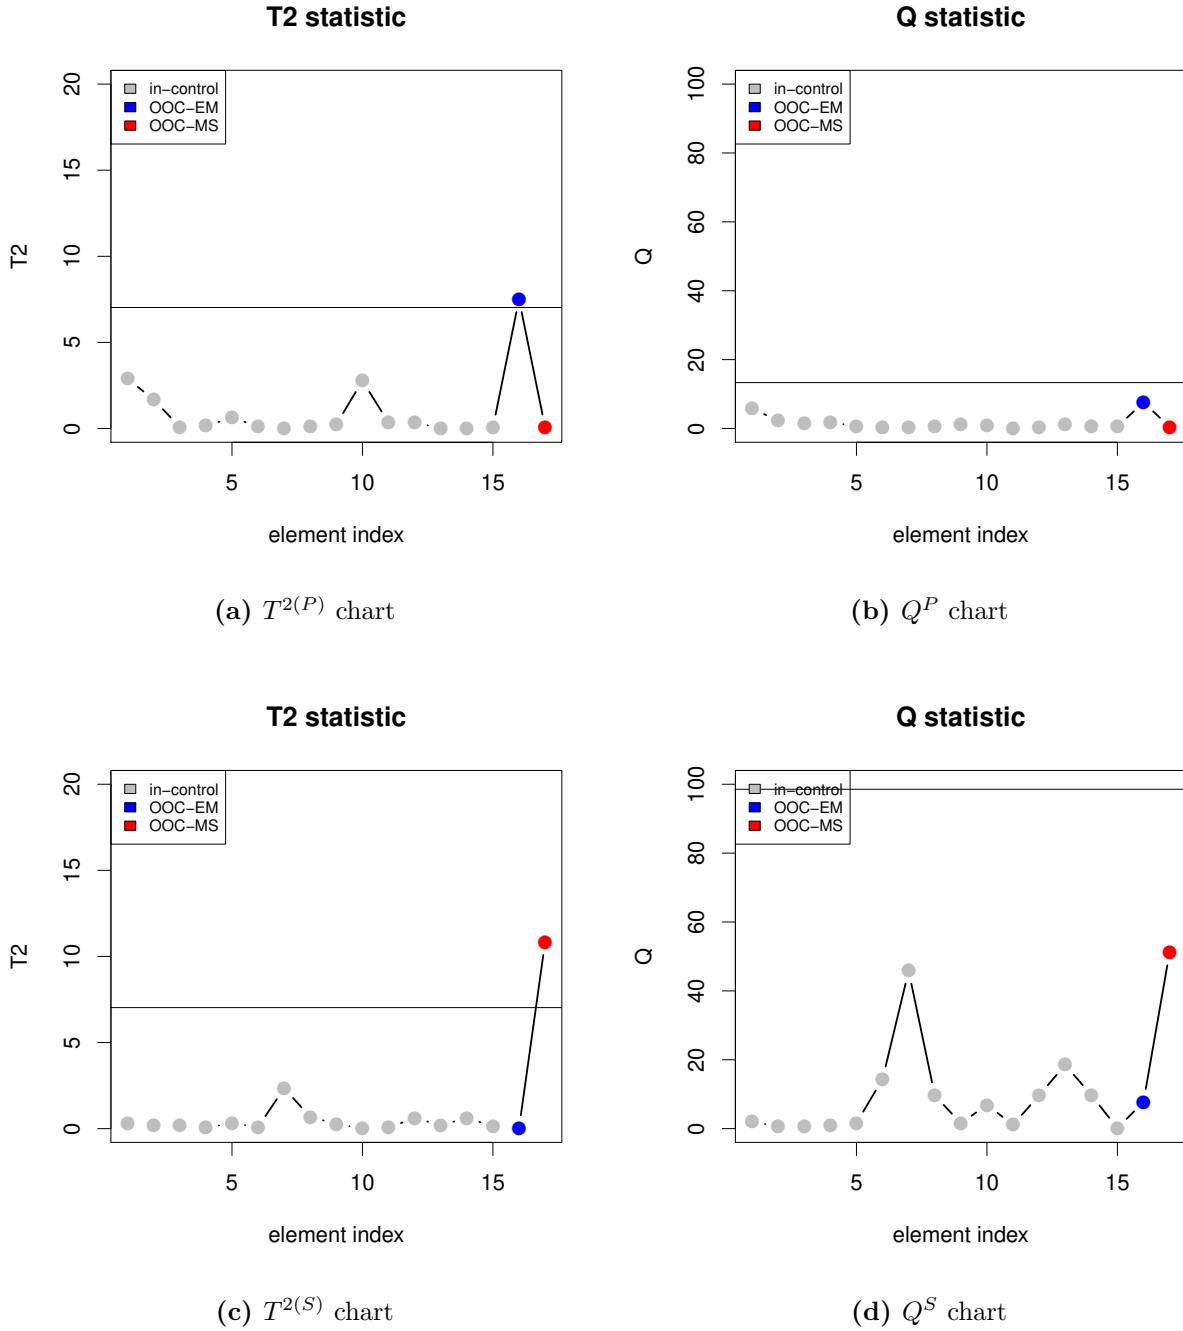 T2 statistic
Q statistic
in-control
OOC-EM
OOC-MS
T2
0
5
10
15
20
5
10
15
element index
in-control
OOC-EM
OOC-MS
Q
0
20
40
60
80
100
5
10
15
element index
(a) T^{2(P)} chart
(b) Q^P chart
T2 statistic
Q statistic
in-control
OOC-EM
OOC-MS
T2
0
5
10
15
20
5
10
15
element index
in-control
OOC-EM
OOC-MS
Q
0
20
40
60
80
100
5
10
15
element index
(c) T^{2(S)} chart
(d) Q^S chart